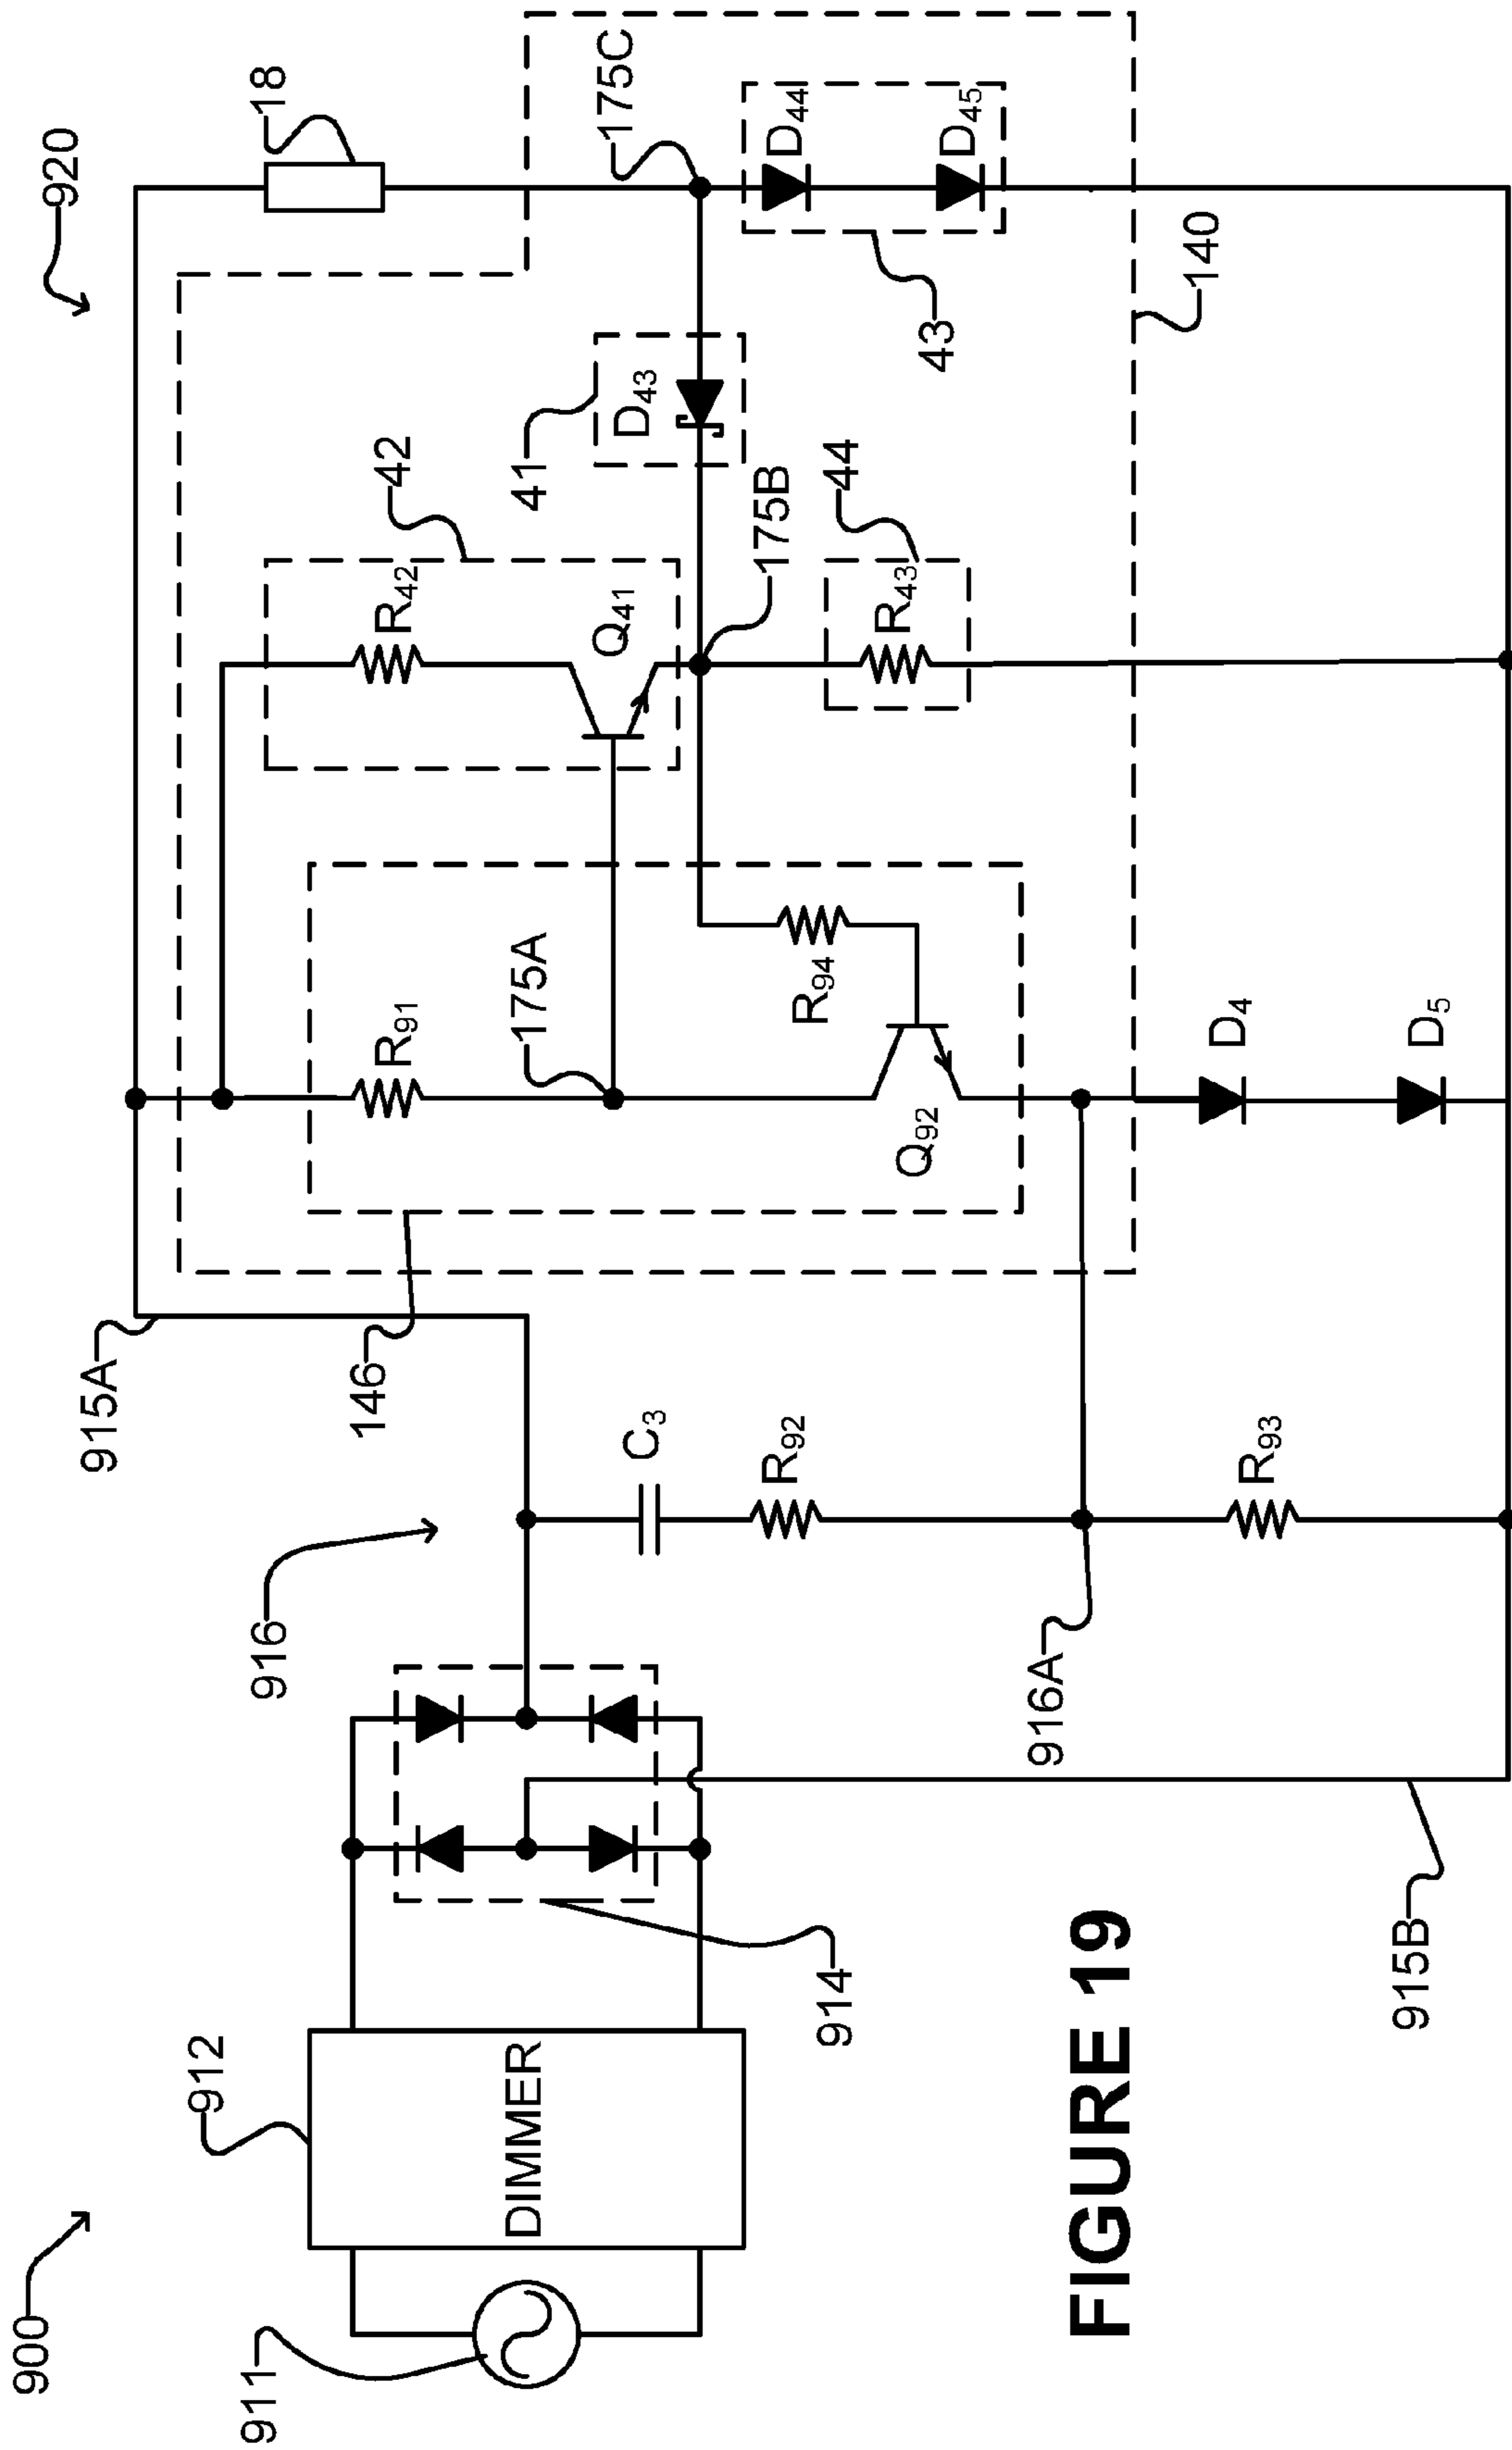 920
18
175C
D44
D45
140
43
D43
41
42
R42
Q41
175B
44
R43
R91
175A
R94
Q92
D4
D5
915A
146
C3
R92
R93
916
916A
914
915B
912
DIMMER
900
911
FIGURE 19